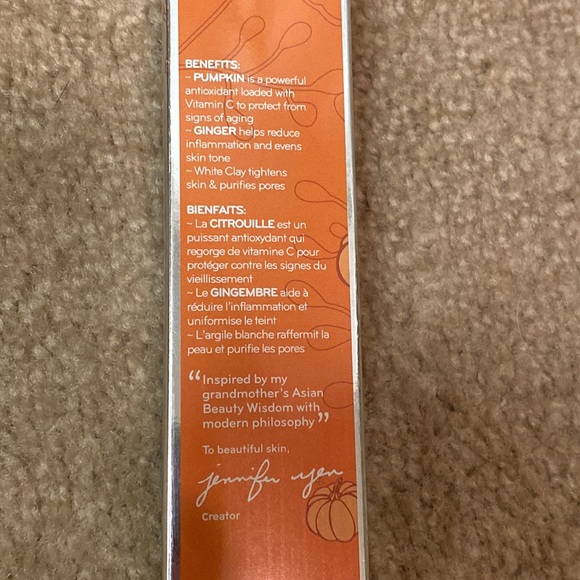 BENEFITS:
~ PUMPKIN is a powerful
antioxidant loaded with
Vitamin C to protect from
signs of aging
~ GINGER helps reduce
inflammation and evens
skin tone
~ White Clay tightens
skin & purifies pores
BIENFAITS:
~ La CITROUILLE est un
puissant antioxydant qui
regorge de vitamine C pour
protéger contre les signes du
vieillissement
~ Le GINGEMBRE aide à
réduire l'inflammation et
uniformise le teint
~ L'argile blanche raffermit la
peau et purifie les pores
“Inspired by my
grandmother's Asian
Beauty Wisdom with
modern philosophy”
To beautiful skin,
jennifer yen
Creator